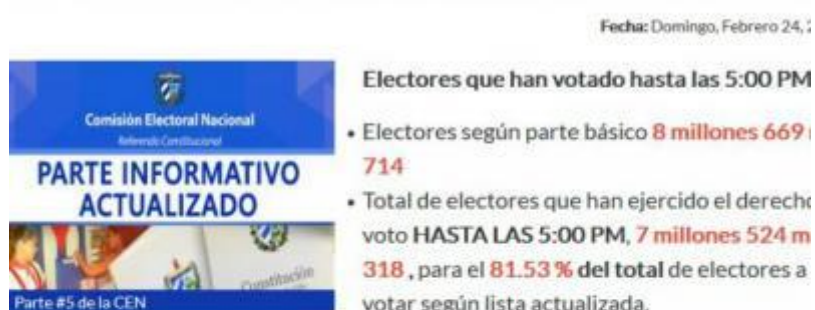 Fecha: Domingo, Febrero 24, 2
Comisión Electoral Nacional
Referendo Constitucional
PARTE INFORMATIVO
ACTUALIZADO
Constitución
Parte #5 de la CEN
Electores que han votado hasta las 5:00 PM
• Electores según parte básico 8 millones 669
714
• Total de electores que han ejercido el derecho
voto HASTA LAS 5:00 PM, 7 millones 524 m
318 , para el 81.53 % del total de electores a
votar según lista actualizada.